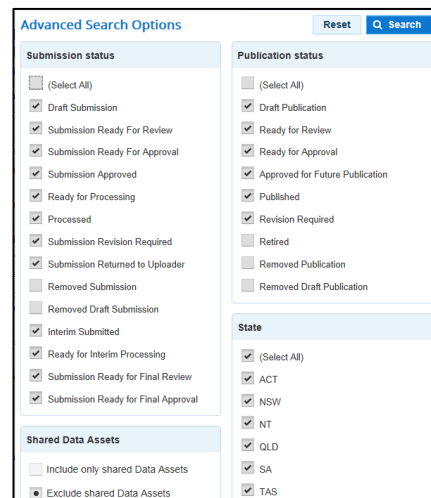 Advanced Search Options
Reset
Search
Submission status
(Select All)
Draft Submission
Submission Ready For Review
Submission Ready For Approval
Submission Approved
Ready for Processing
Processed
Submission Revision Required
Submission Returned to Uploader
Removed Submission
Removed Draft Submission
Interim Submitted
Ready for Interim Processing
Submission Ready for Final Review
Submission Ready for Final Approval
Shared Data Assets
Include only shared Data Assets
Exclude shared Data Assets
Publication status
(Select All)
Draft Publication
Ready for Review
Ready for Approval
Approved for Future Publication
Published
Revision Required
Retired
Removed Publication
Removed Draft Publication
State
(Select All)
ACT
NSW
NT
QLD
SA
TAS